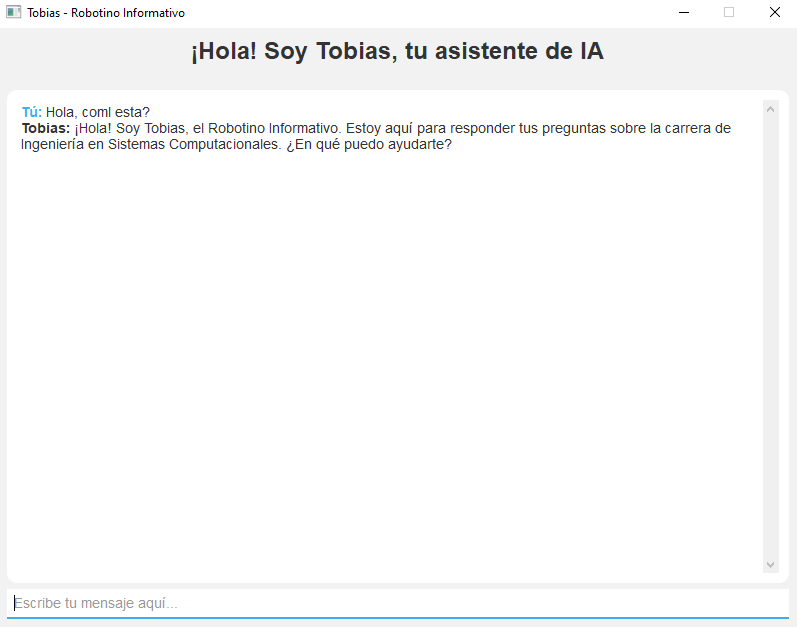 Tobias - Robotino Informativo
¡Hola! Soy Tobias, tu asistente de IA
Tú: Hola, coml esta?
Tobias: ¡Hola! Soy Tobias, el Robotino Informativo. Estoy aquí para responder tus preguntas sobre la carrera de
Ingeniería en Sistemas Computacionales. ¿En qué puedo ayudarte?
Escribe tu mensaje aquí...